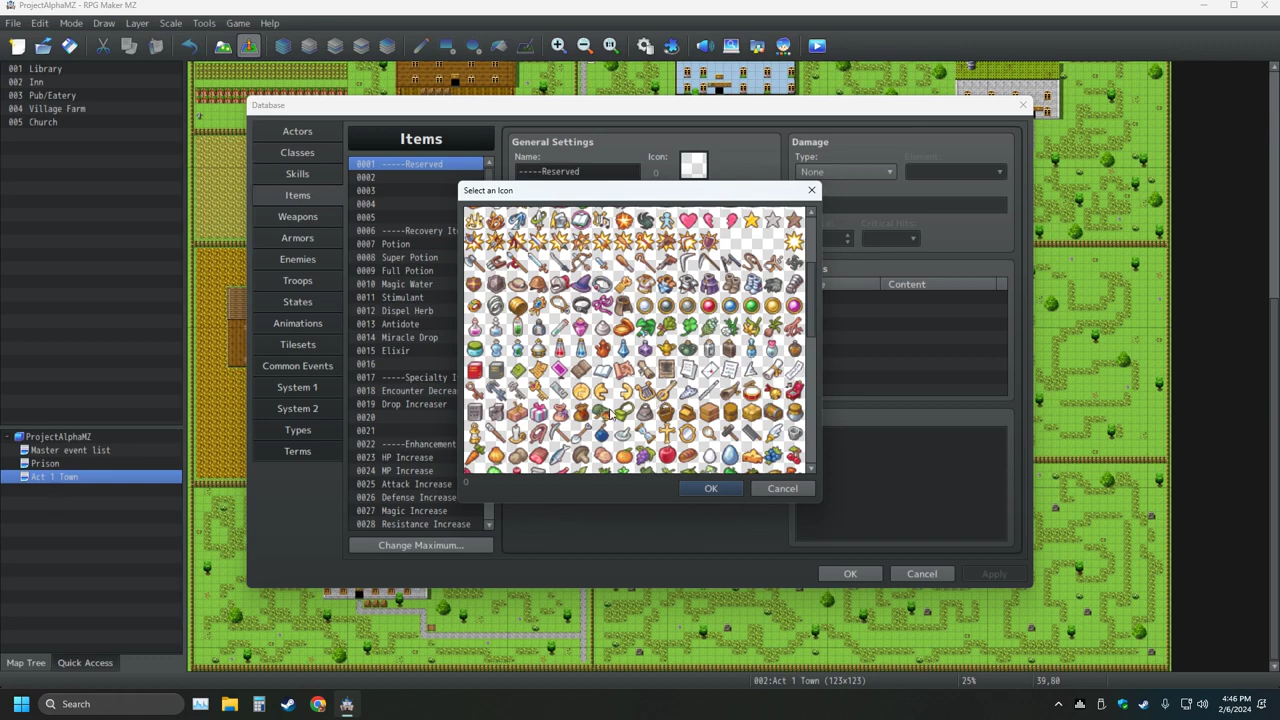 ProjectAlphaMZ - RPG Maker MZ
File Edit Mode Draw Layer Scale Tools Game Help
001 Library
002 Inn
003 Pub/Eatery
004 Village Farm
005 Church
ProjectAlphaMZ
Master event list
Prison
Act 1 Town
Map Tree Quick Access
Database
Actors
Classes
Skills
Items
Weapons
Armors
Enemies
Troops
States
Animations
Tilesets
Common Events
System 1
System 2
Types
Terms
Items
0001 -----Reserved
0002
0003
0004
0005
0006 -----Recovery Ite
0007 Potion
0008 Super Potion
0009 Full Potion
0010 Magic Water
0011 Stimulant
0012 Dispel Herb
0013 Antidote
0014 Miracle Drop
0015 Elixir
0016
0017 -----Specialty I
0018 Encounter Decrea
0019 Drop Increaser
0020
0021
0022 -----Enhancement
0023 HP Increase
0024 MP Increase
0025 Attack Increase
0026 Defense Increase
0027 Magic Increase
0028 Resistance Increase
Change Maximum...
General Settings
Name: Icon:
-----Reserved 0
Damage
Type: Element:
None
Critical Hits:
Content
Select an Icon
0
OK Cancel
OK Cancel Apply
002:Act 1 Town (123x123) 25% 39,80
Search
4:46 PM
2/6/2024